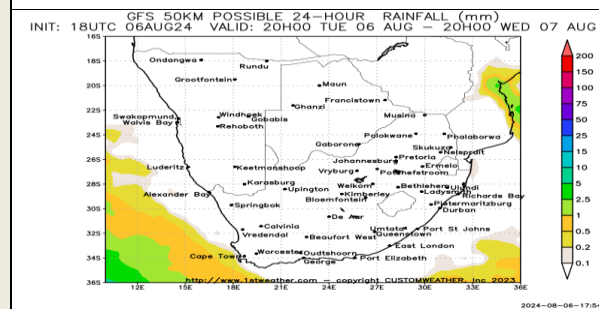 GFS 50KM POSSIBLE 24-HOUR RAINFALL (mm)
INIT: 18UTC 06AUG24 VALID: 20H00 TUE 06 AUG - 20H00 WED 07 AUG
16S
Ondangwa
Rundu
200
18S
Grootfontein
150
20S
Maun
100
Francistown
Ghanzi
75
22S
Swakopmund
Windhoek
Gobabis
Musina
50
Walvis Bay
Rehoboth
24S
Polokwane
Phalaborwa
25
Gaborone
Skukuza
20
26S
Johannesburg
Pretoria
Nelspruit
15
Luderitz
Keetmanshoop
Vryburg
Potchefstroom
Ermelo
10
28S
Karasburg
Upington
Welkom
Bethlehem
Ulundi
5
Alexander Bay
Kimberley
Richards Bay
2.5
Springbok
Bloemfontein
Pietermaritzburg
30S
De Aar
Durban
1
Calvinia
Umtata
Port St Johns
0.5
32S
Vredendal
Beaufort West
Queenstown
East London
0.2
Cape Town
Worcester
Oudtshoorn
0.1
34S
George
Port Elizabeth
http://www.1stweather.com - copyright CUSTOMWEATHER, Inc 2023
36S
12E 15E 18E 21E 24E 27E 30E 33E 36E